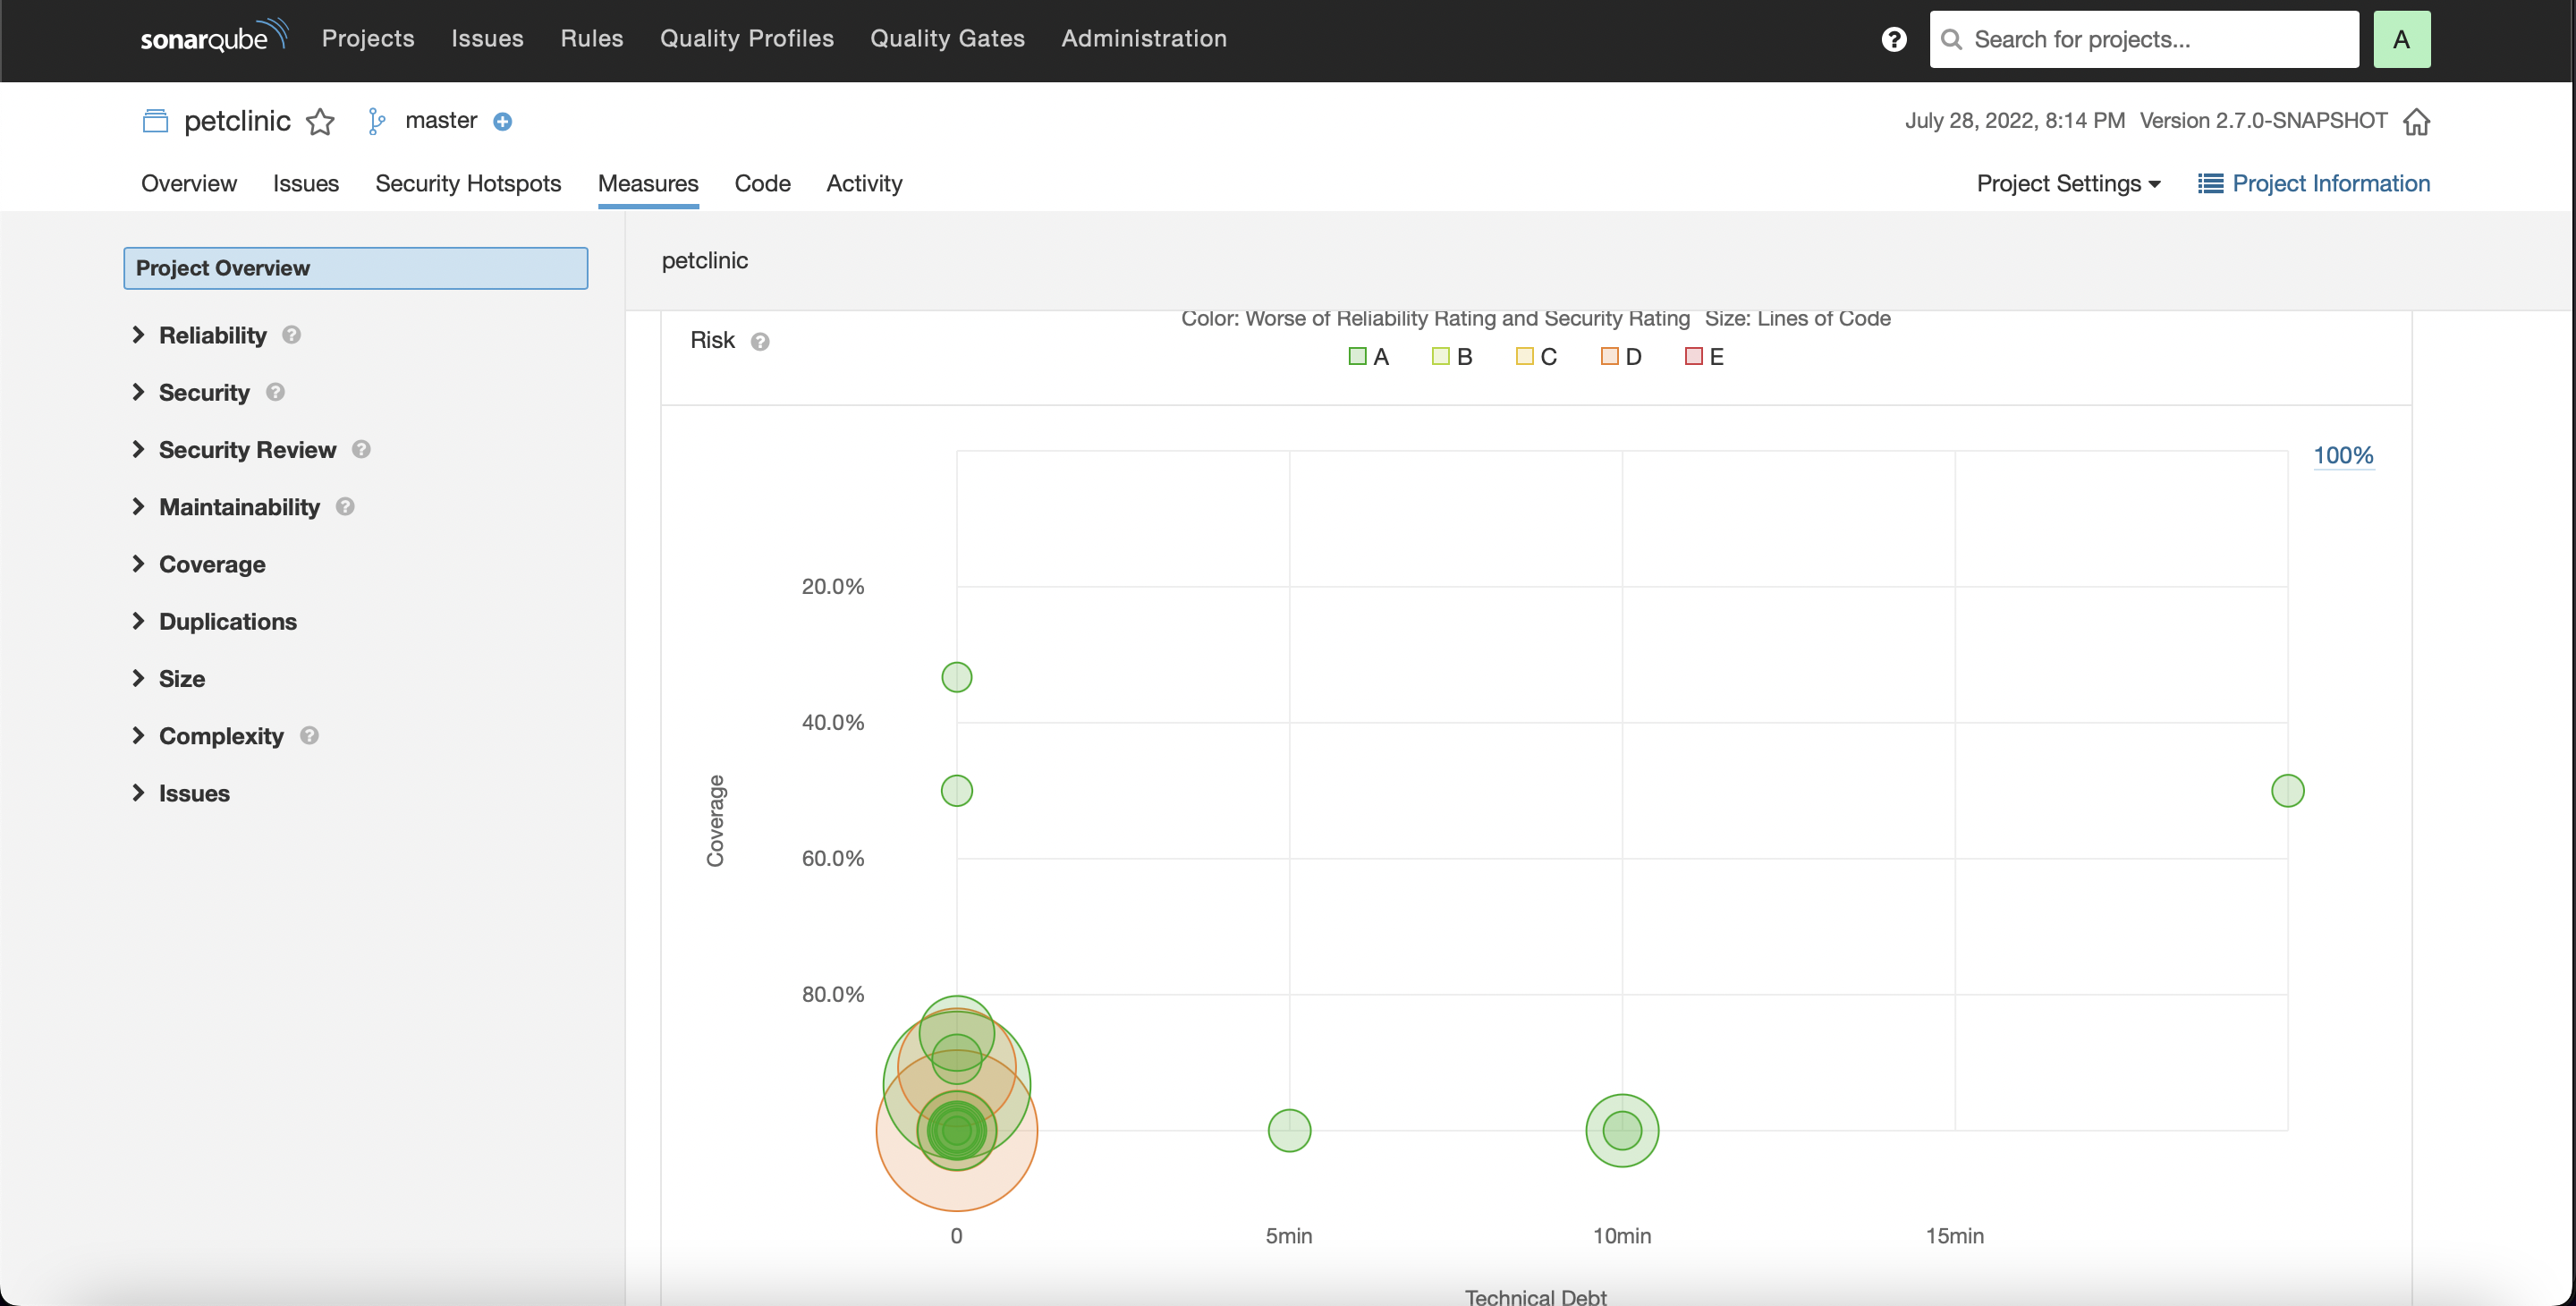 sonarqube Projects Issues Rules Quality Profiles Quality Gates Administration ? Search for projects... A
petclinic master July 28, 2022, 8:14 PM Version 2.7.0-SNAPSHOT
Overview Issues Security Hotspots Measures Code Activity Project Settings Project Information
Project Overview
Reliability ?
Security ?
Security Review ?
Maintainability ?
Coverage
Duplications
Size
Complexity ?
Issues
petclinic
Color: Worse of Reliability Rating and Security Rating Size: Lines of Code
Risk ?
A B C D E
100%
20.0%
40.0%
60.0%
80.0%
Coverage
0 5min 10min 15min
Technical Debt